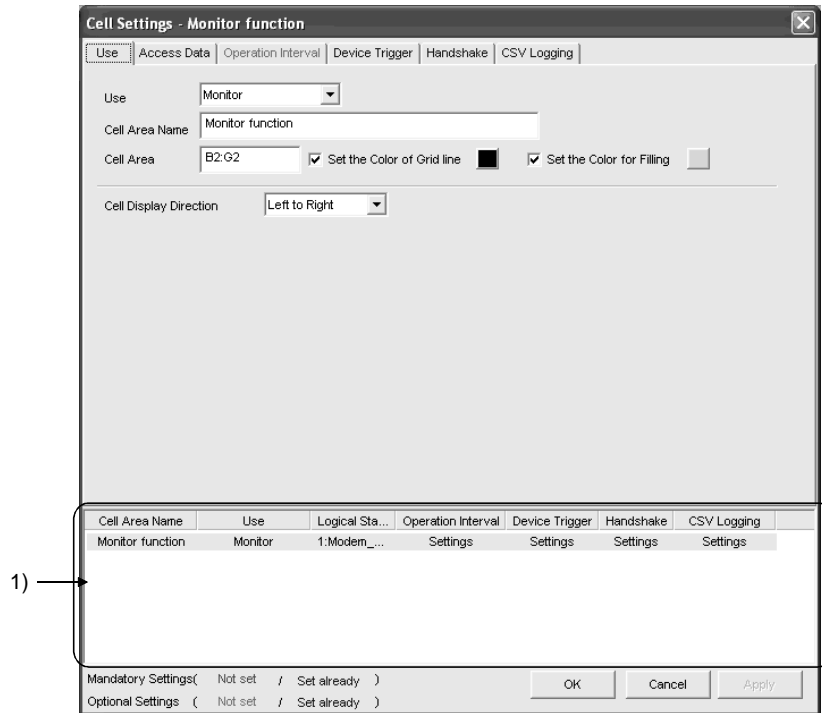 Cell Settings - Monitor function
Use Access Data Operation Interval Device Trigger Handshake CSV Logging
Use Monitor
Cell Area Name Monitor function
Cell Area B2:G2 Set the Color of Grid line Set the Color for Filling
Cell Display Direction Left to Right
Cell Area Name Use Logical Sta... Operation Interval Device Trigger Handshake CSV Logging
Monitor function Monitor 1:Modem_... Settings Settings Settings Settings
1)
Mandatory Settings( Not set / Set already ) OK Cancel Apply
Optional Settings ( Not set / Set already )